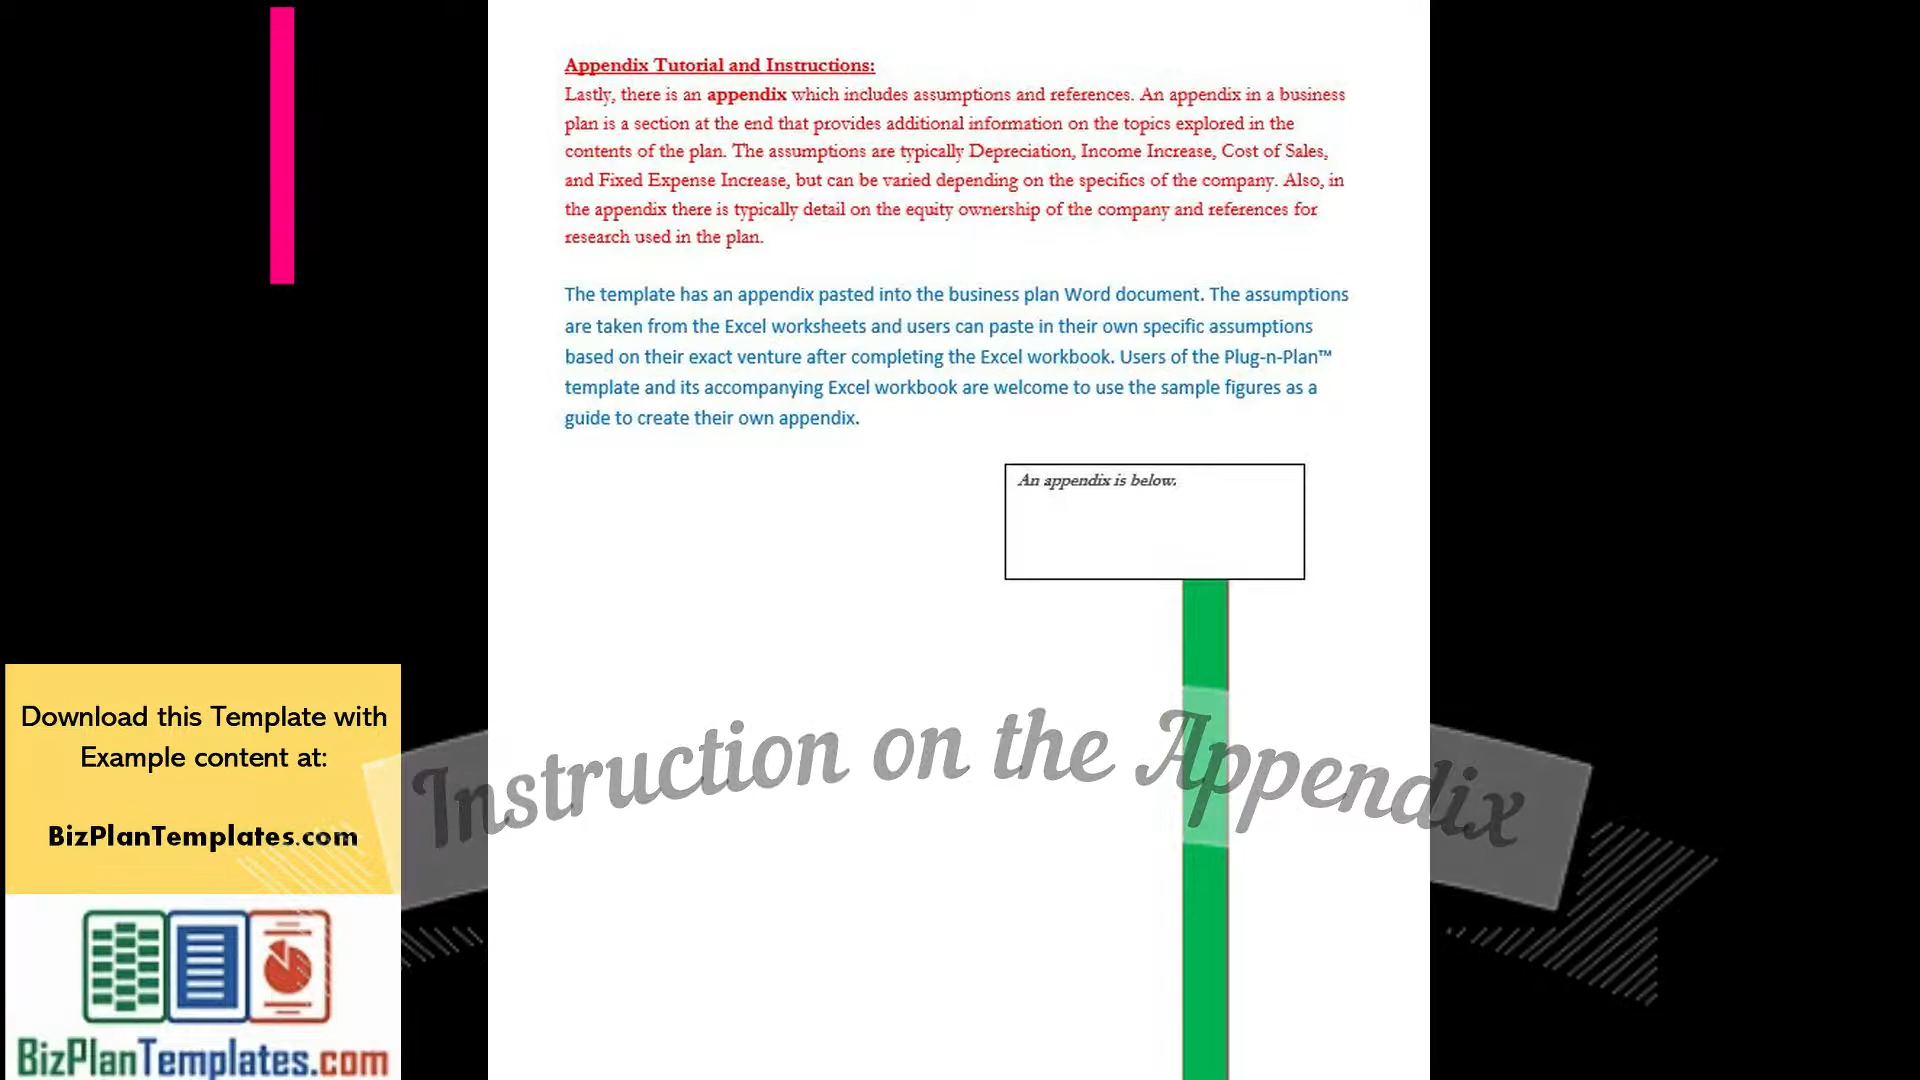 Appendix Tutorial and Instructions:
Lastly, there is an appendix which includes assumptions and references. An appendix in a business
plan is a section at the end that provides additional information on the topics explored in the
contents of the plan. The assumptions are typically Depreciation, Income Increase, Cost of Sales,
and Fixed Expense Increase, but can be varied depending on the specifics of the company. Also, in
the appendix there is typically detail on the equity ownership of the company and references for
research used in the plan.
The template has an appendix pasted into the business plan Word document. The assumptions
are taken from the Excel worksheets and users can paste in their own specific assumptions
based on their exact venture after completing the Excel workbook. Users of the Plug-n-Plan™
template and its accompanying Excel workbook are welcome to use the sample figures as a
guide to create their own appendix.
An appendix is below.
Instruction on the Appendix
Download this Template with
Example content at:
BizPlanTemplates.com
BizPlanTemplates.com